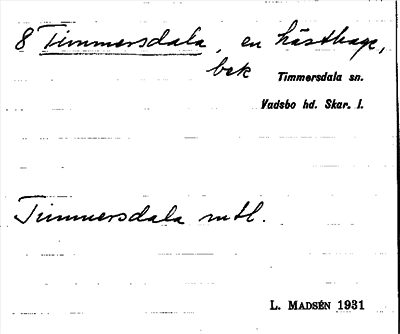 8 Timmersdala, en hästhage,
bek
Timmersdala sn.
Vadsbo hd. Skar. l.
Timmersdala mtl.
L. MADSÉN 1931